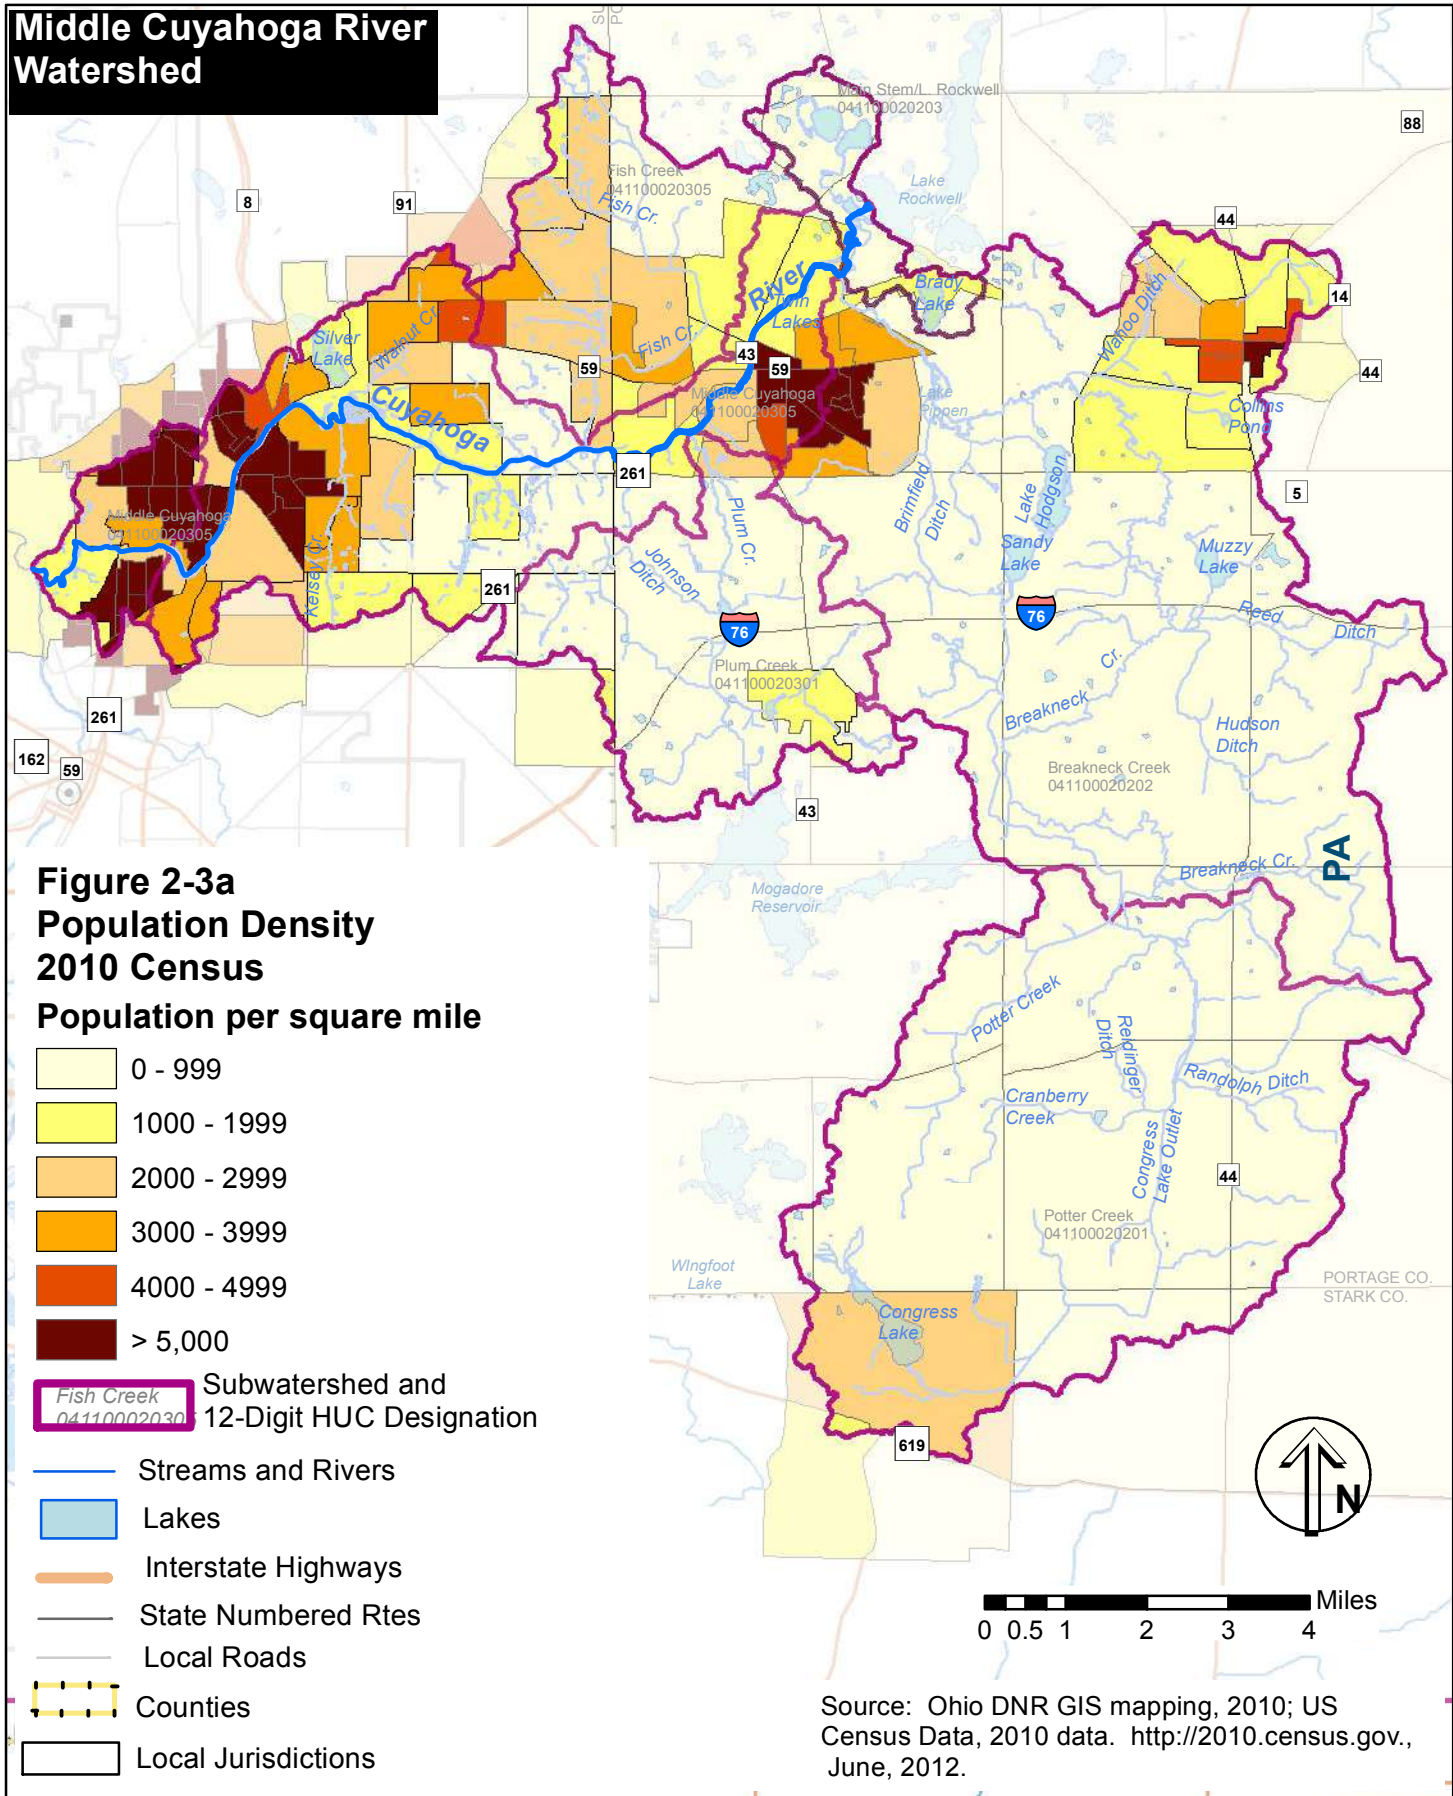 Middle Cuyahoga River
Watershed
SU
PO
Main Stem/L. Rockwell
041100020203
88
Lake
Rockwell
Fish Creek
041100020305
Fish Cr.
8
91
44
14
44
Wahoo Ditch
Brady
Lake
River
Twin
Lakes
Fish Cr.
43
59
59
Silver
Lake
Walnut Cr.
Cuyahoga
Middle Cuyahoga
041100020305
Lake
Pippen
Collins
Pond
261
5
Brimfield
Ditch
Lake
Hodgson
Sandy
Lake
Muzzy
Lake
Middle Cuyahoga
041100020305
Plum Cr.
Johnson
Ditch
Kelsey Cr.
261
76
76
Reed
Ditch
Plum Creek
041100020301
Cr.
Breakneck
Hudson
Ditch
261
162
59
Breakneck Creek
041100020202
43
PA
Breakneck Cr.
Mogadore
Reservoir
Figure 2-3a
Population Density
2010 Census
Population per square mile
0 - 999
1000 - 1999
2000 - 2999
3000 - 3999
4000 - 4999
> 5,000
Fish Creek
04110002030
Subwatershed and
12-Digit HUC Designation
Streams and Rivers
Lakes
Interstate Highways
State Numbered Rtes
Local Roads
Counties
Local Jurisdictions
Potter Creek
Reidinger
Ditch
Randolph Ditch
Cranberry
Creek
Congress
Lake Outlet
44
Potter Creek
041100020201
WIngfoot
Lake
PORTAGE CO.
STARK CO.
Congress
Lake
619
N
Miles
0 0.5 1 2 3 4
Source: Ohio DNR GIS mapping, 2010; US
Census Data, 2010 data. http://2010.census.gov.,
June, 2012.